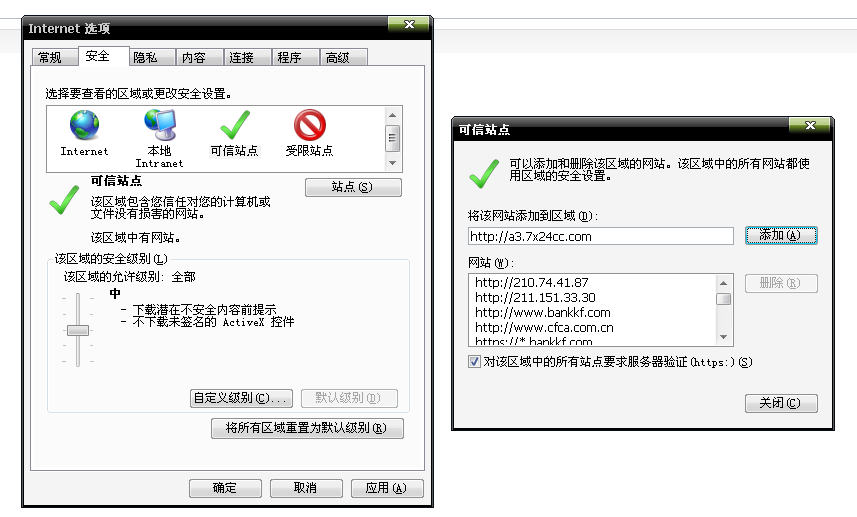 Internet 选项
常规
安全
隐私
内容
连接
程序
高级
选择要查看的区域或更改安全设置。
Internet
本地
Intranet
可信站点
受限站点
可信站点
站点(S)
该区域包含您信任对您的计算机或
文件没有损害的网站。
该区域中有网站。
该区域的安全级别(L)
该区域的允许级别: 全部
中
- 下载潜在不安全内容前提示
- 不下载未签名的 ActiveX 控件
自定义级别(C)...
默认级别(D)
将所有区域重置为默认级别(R)
确定
取消
应用(A)
可信站点
可以添加和删除该区域的网站。该区域中的所有网站都使
用区域的安全设置。
将该网站添加到区域(D):
http://a3.7x24cc.com
添加(A)
网站(W):
http://210.74.41.87
http://211.151.33.30
http://www.bankkf.com
http://www.cfca.com.cn
https://*.bankkf.com
删除(R)
对该区域中的所有站点要求服务器验证(https:)(S)
关闭(C)